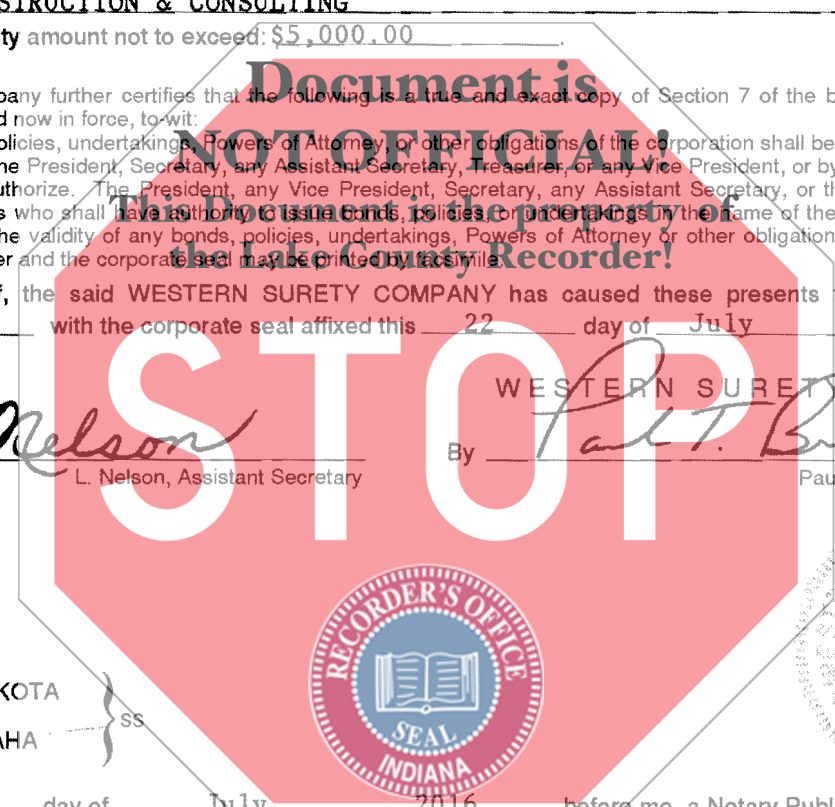 STRUCTION & CONSULTING
ty amount not to exceed: $5,000.00
Document is
pany further certifies that the following is a true and exact copy of Section 7 of the b
d now in force, to-wit:
NOT OFFICIAL!
olicies, undertakings, Powers of Attorney, or other obligations of the corporation shall be
he President, Secretary, any Assistant Secretary, Treasurer, or any Vice President, or by
uthorize. The President, any Vice President, Secretary, any Assistant Secretary, or th
This Document is the property of
s who shall have authority to issue bonds, policies, or undertakings in the name of the
he validity of any bonds, policies, undertakings, Powers of Attorney or other obligation
the Lake County Recorder!
er and the corporate seal may be printed by facsimile.
f, the said WESTERN SURETY COMPANY has caused these presents
with the corporate seal affixed this 22 day of July
STOP
WESTERN SURETY
Nelson
By Paul T. Br
L. Nelson, Assistant Secretary
Pau
RECORDER'S OFFICE
SEAL
INDIANA
KOTA
ss
AHA
day of July 2016 before me, a Notary Publ